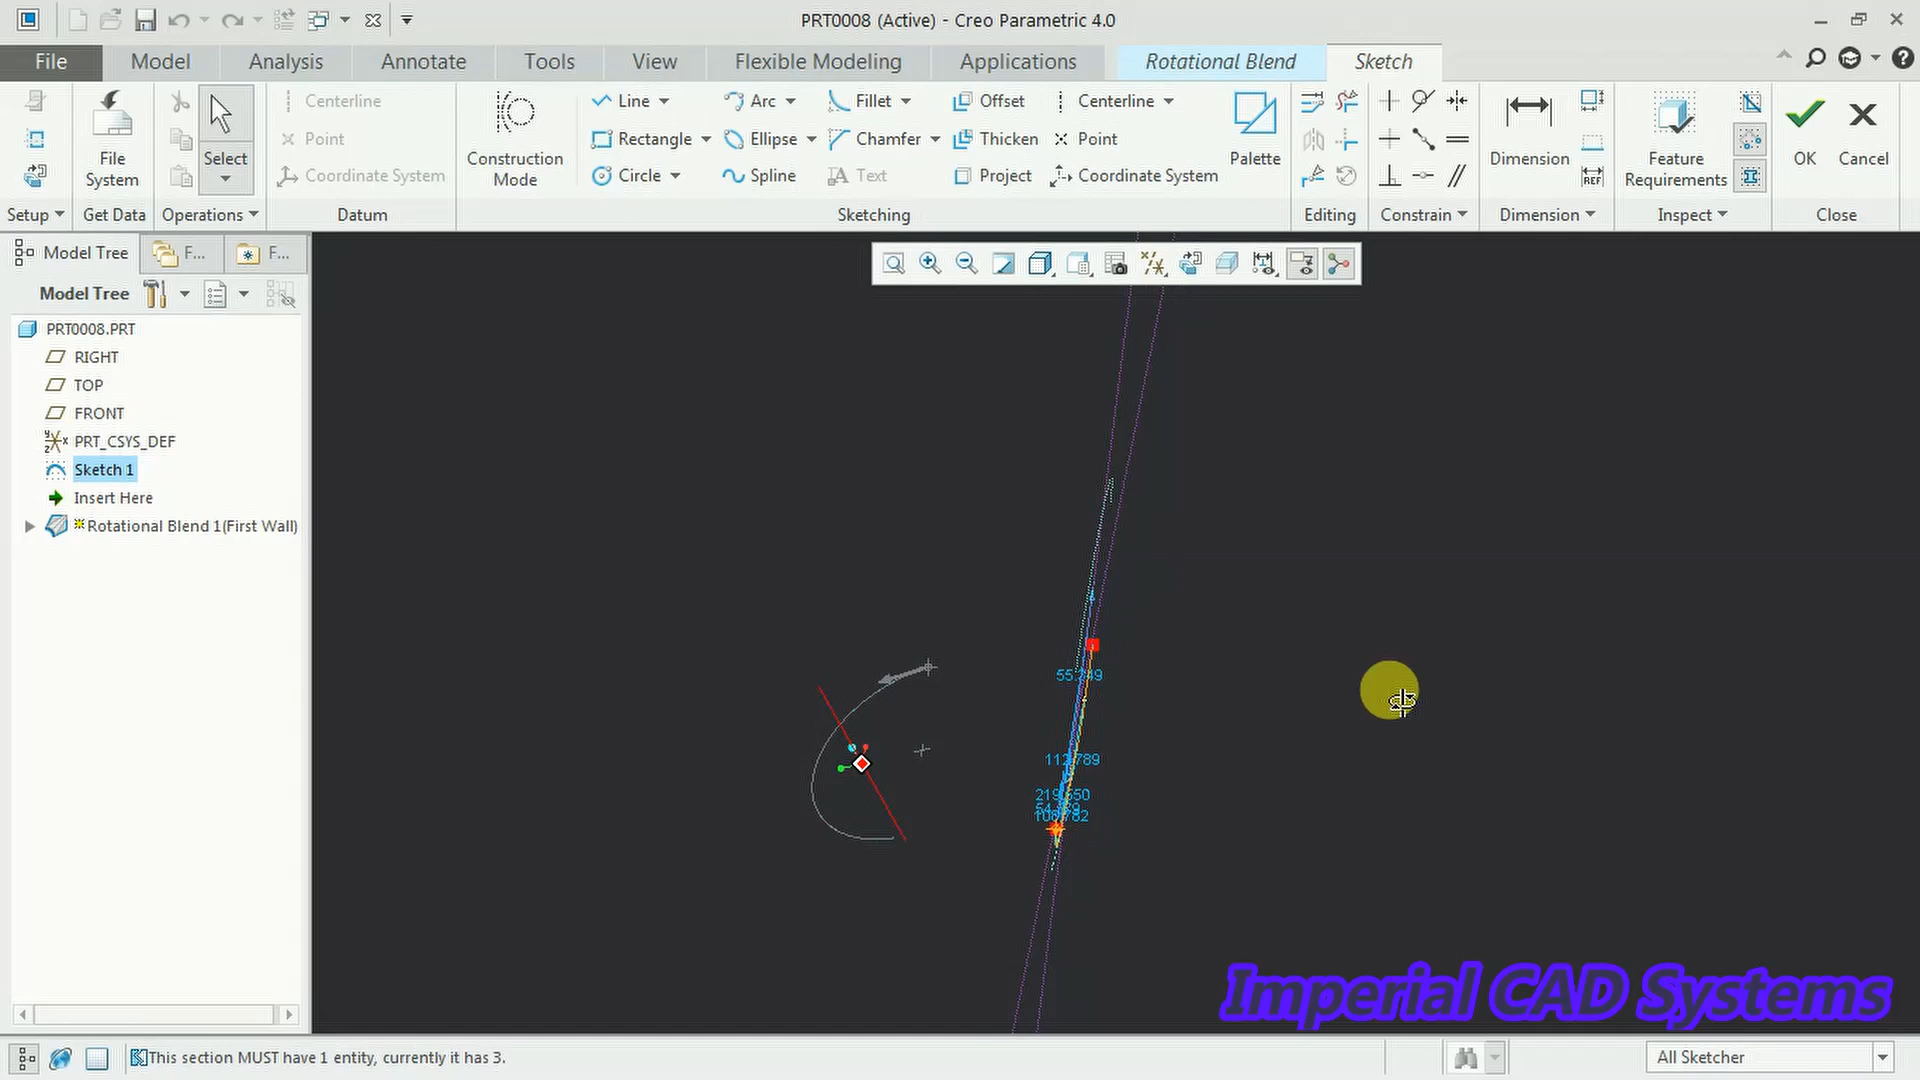 PRT0008 (Active) - Creo Parametric 4.0
File
Model
Analysis
Annotate
Tools
View
Flexible Modeling
Applications
Rotational Blend
Sketch
Centerline
Point
Coordinate System
Line
Arc
Fillet
Offset
Centerline
Rectangle
Ellipse
Chamfer
Thicken
Point
Circle
Spline
Text
Project
Coordinate System
File System
Select
Construction Mode
Palette
Dimension
REF
Feature Requirements
OK
Cancel
Setup
Get Data
Operations
Datum
Sketching
Editing
Constrain
Dimension
Inspect
Close
Model Tree
F...
F...
Model Tree
PRT0008.PRT
RIGHT
TOP
FRONT
PRT_CSYS_DEF
Sketch 1
Insert Here
Rotational Blend 1(First Wall)
Imperial CAD Systems
This section MUST have 1 entity, currently it has 3.
All Sketcher